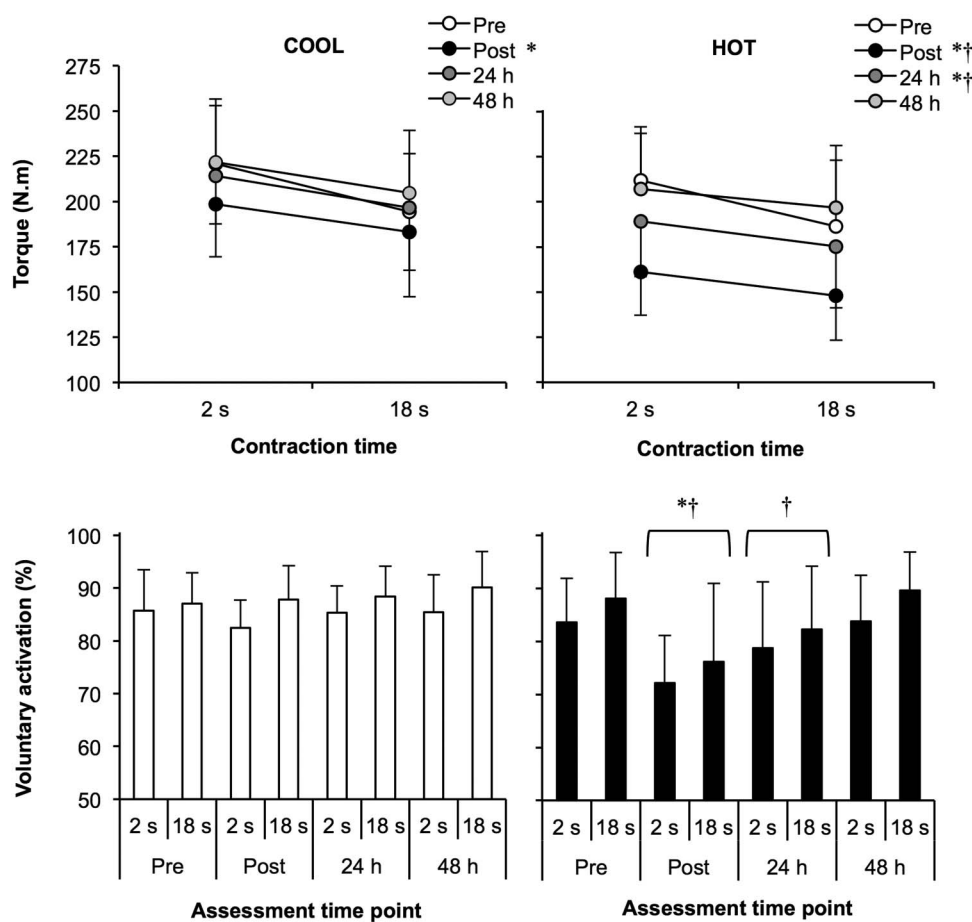 COOL
Pre
Post *
24 h
48 h
HOT
Pre
Post *†
24 h *†
48 h
Torque (N.m)
275
250
225
200
175
150
125
100
2 s 18 s
Contraction time
2 s 18 s
Contraction time
Voluntary activation (%)
100
90
80
70
60
50
2 s 18 s 2 s 18 s 2 s 18 s 2 s 18 s
Pre Post 24 h 48 h
Assessment time point
*† †
2 s 18 s 2 s 18 s 2 s 18 s 2 s 18 s
Pre Post 24 h 48 h
Assessment time point